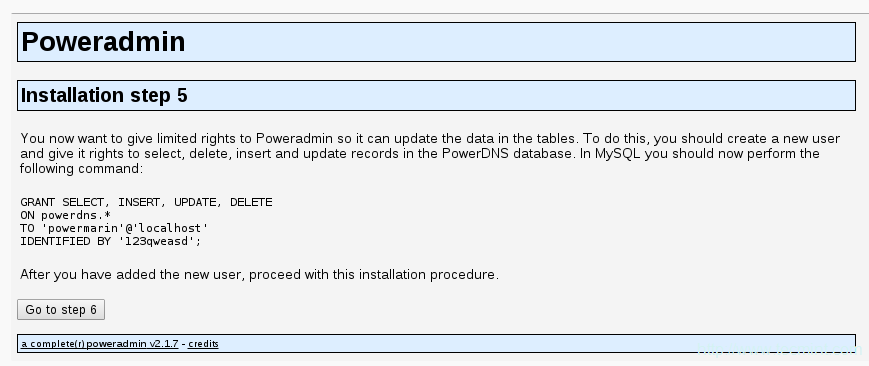 Poweradmin
Installation step 5
You now want to give limited rights to Poweradmin so it can update the data in the tables. To do this, you should create a new user
and give it rights to select, delete, insert and update records in the PowerDNS database. In MySQL you should now perform the
following command:
GRANT SELECT, INSERT, UPDATE, DELETE
ON powerdns.*
TO 'powermarin'@'localhost'
IDENTIFIED BY '123qweasd';
After you have added the new user, proceed with this installation procedure.
Go to step 6
a complete(r) poweradmin v2.1.7 - credits